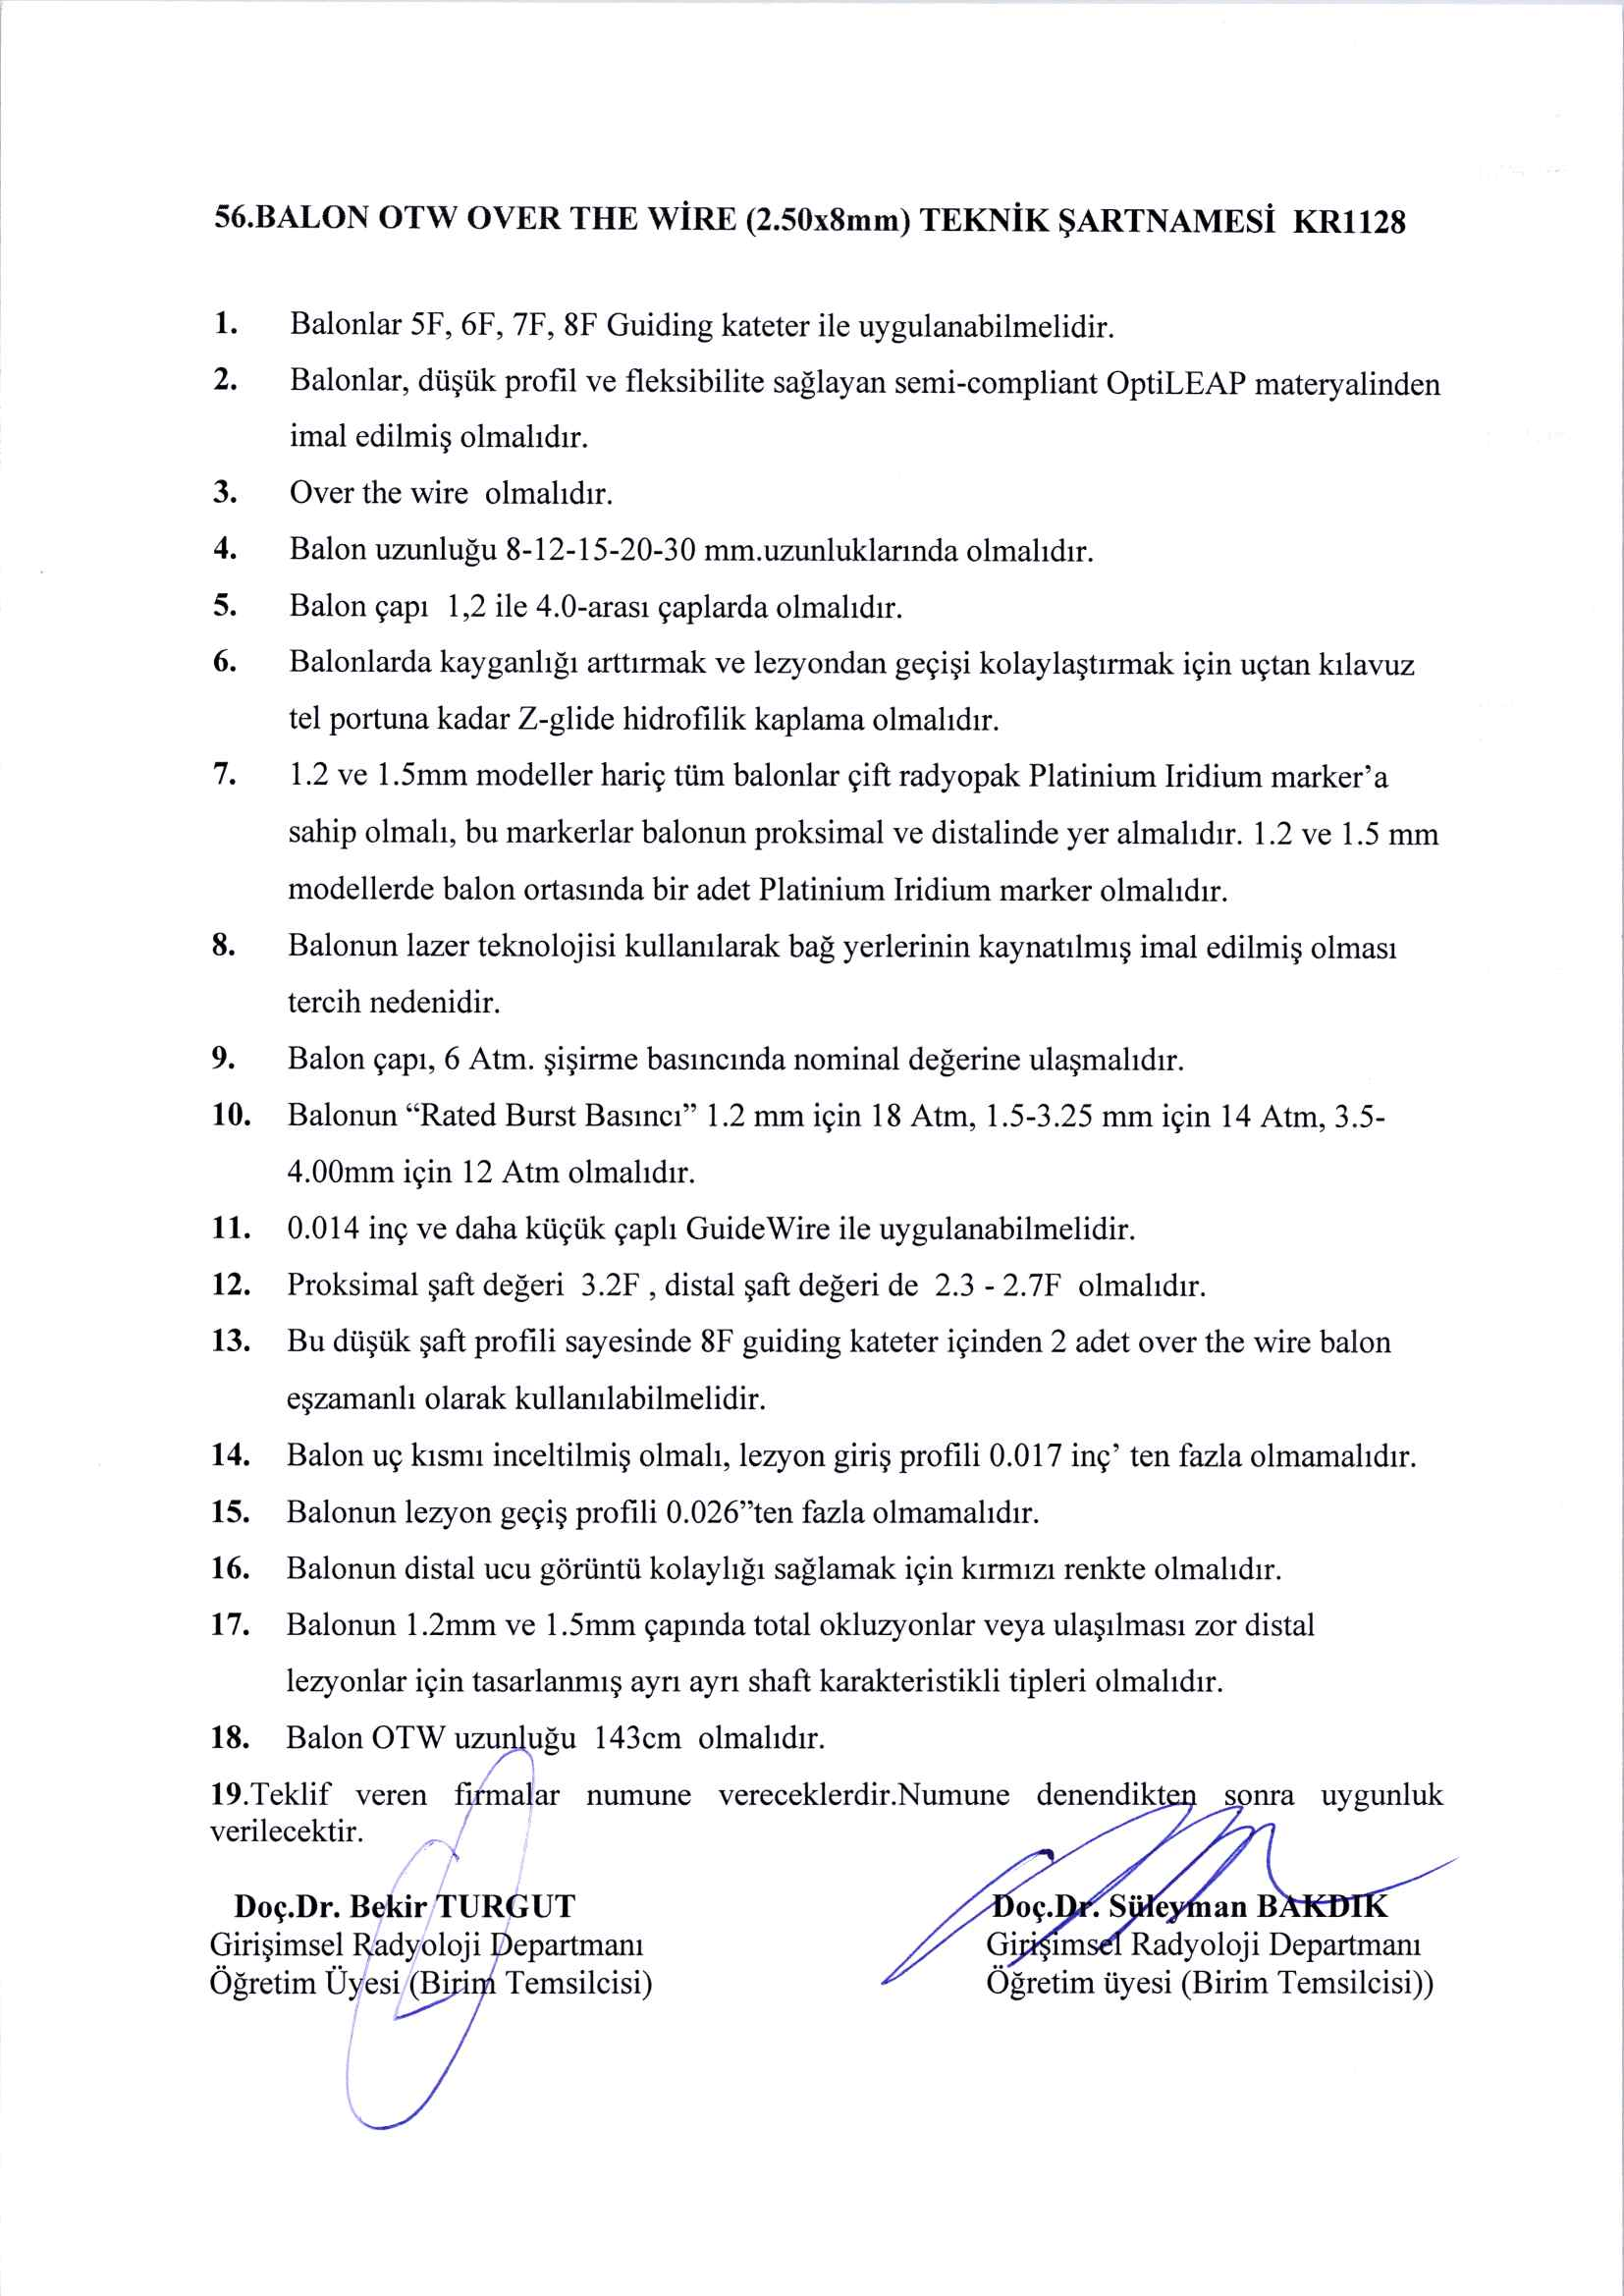 56.BALON OTW OVER THE WİRE (2.50x8mm) TEKNİK ŞARTNAMESİ KR1128
1. Balonlar 5F, 6F, 7F, 8F Guiding kateter ile uygulanabilmelidir.
2. Balonlar, düşük profil ve fleksibilite sağlayan semi-compliant OptiLEAP materyalinden
imal edilmiş olmalıdır.
3. Over the wire olmalıdır.
4. Balon uzunluğu 8-12-15-20-30 mm.uzunluklarında olmalıdır.
5. Balon çapı 1,2 ile 4.0-arası çaplarda olmalıdır.
6. Balonlarda kayganlığı arttırmak ve lezyondan geçişi kolaylaştırmak için uçtan kılavuz
tel portuna kadar Z-glide hidrofilik kaplama olmalıdır.
7. 1.2 ve 1.5mm modeller hariç tüm balonlar çift radyopak Platinium Iridium marker’a
sahip olmalı, bu markerlar balonun proksimal ve distalinde yer almalıdır. 1.2 ve 1.5 mm
modellerde balon ortasında bir adet Platinium Iridium marker olmalıdır.
8. Balonun lazer teknolojisi kullanılarak bağ yerlerinin kaynatılmış imal edilmiş olması
tercih nedenidir.
9. Balon çapı, 6 Atm. şişirme basıncında nominal değerine ulaşmalıdır.
10. Balonun “Rated Burst Basıncı” 1.2 mm için 18 Atm, 1.5-3.25 mm için 14 Atm, 3.5-
4.00mm için 12 Atm olmalıdır.
11. 0.014 inç ve daha küçük çaplı GuideWire ile uygulanabilmelidir.
12. Proksimal şaft değeri 3.2F , distal şaft değeri de 2.3 - 2.7F olmalıdır.
13. Bu düşük şaft profili sayesinde 8F guiding kateter içinden 2 adet over the wire balon
eşzamanlı olarak kullanılabilmelidir.
14. Balon uç kısmı inceltilmiş olmalı, lezyon giriş profili 0.017 inç’ ten fazla olmamalıdır.
15. Balonun lezyon geçiş profili 0.026”ten fazla olmamalıdır.
16. Balonun distal ucu görüntü kolaylığı sağlamak için kırmızı renkte olmalıdır.
17. Balonun 1.2mm ve 1.5mm çapında total okluzyonlar veya ulaşılması zor distal
lezyonlar için tasarlanmış ayrı ayrı shaft karakteristikli tipleri olmalıdır.
18. Balon OTW uzunluğu 143cm olmalıdır.
19.Teklif veren firmalar numune vereceklerdir.Numune denendikten sonra uygunluk
verilecektir.
Doç.Dr. Bekir TURGUT
Girişimsel Radyoloji Departmanı
Öğretim Üyesi (Birim Temsilcisi)
Doç.Dr. Süleyman BAKDIK
Girişimsel Radyoloji Departmanı
Öğretim üyesi (Birim Temsilcisi))